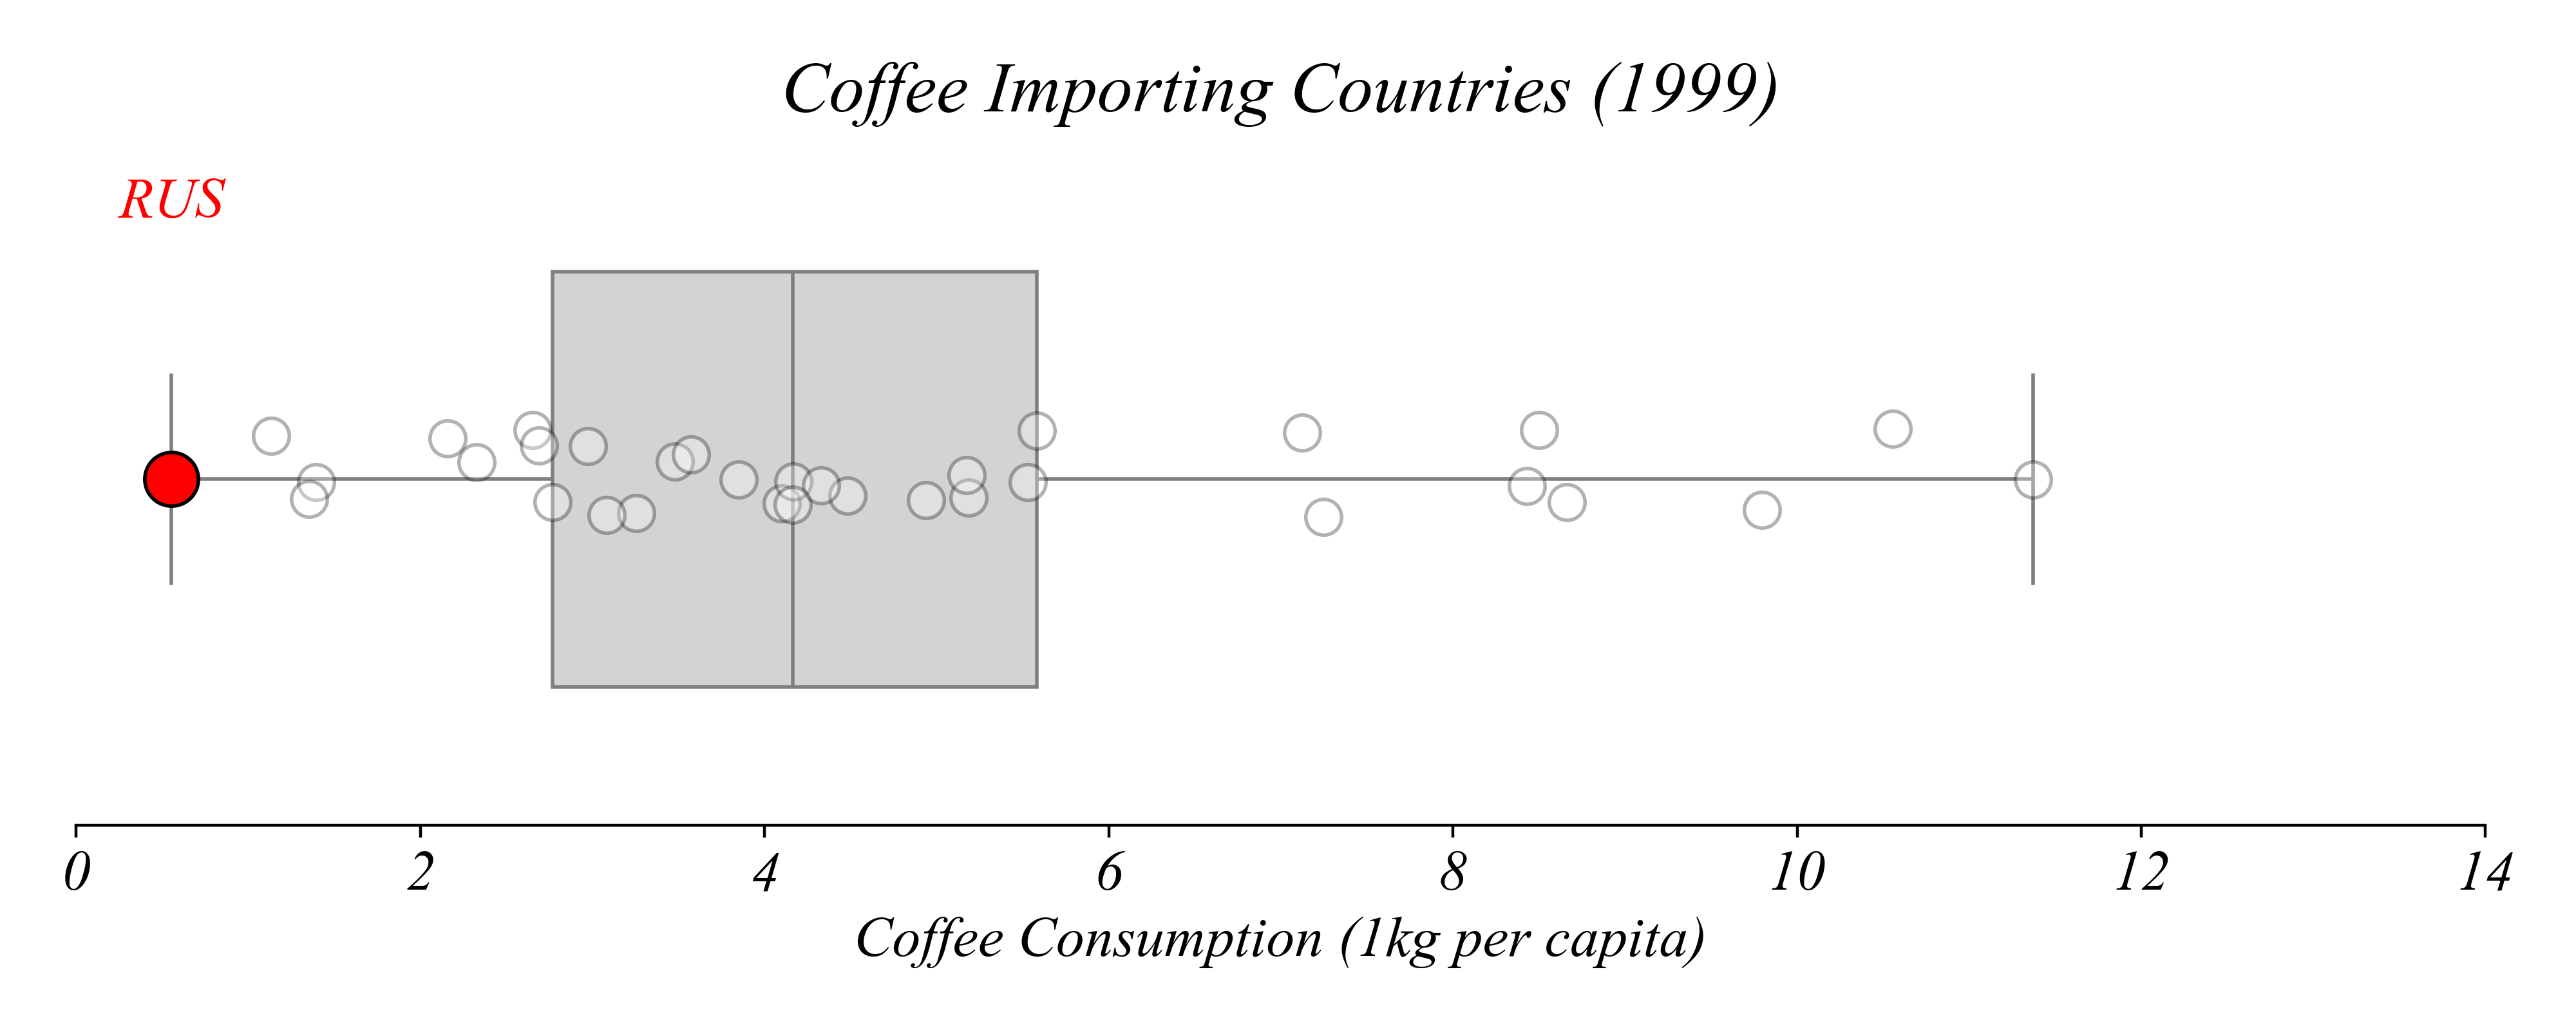 Coffee Importing Countries (1999)
RUS
0 2 4 6 8 10 12 14
Coffee Consumption (1kg per capita)